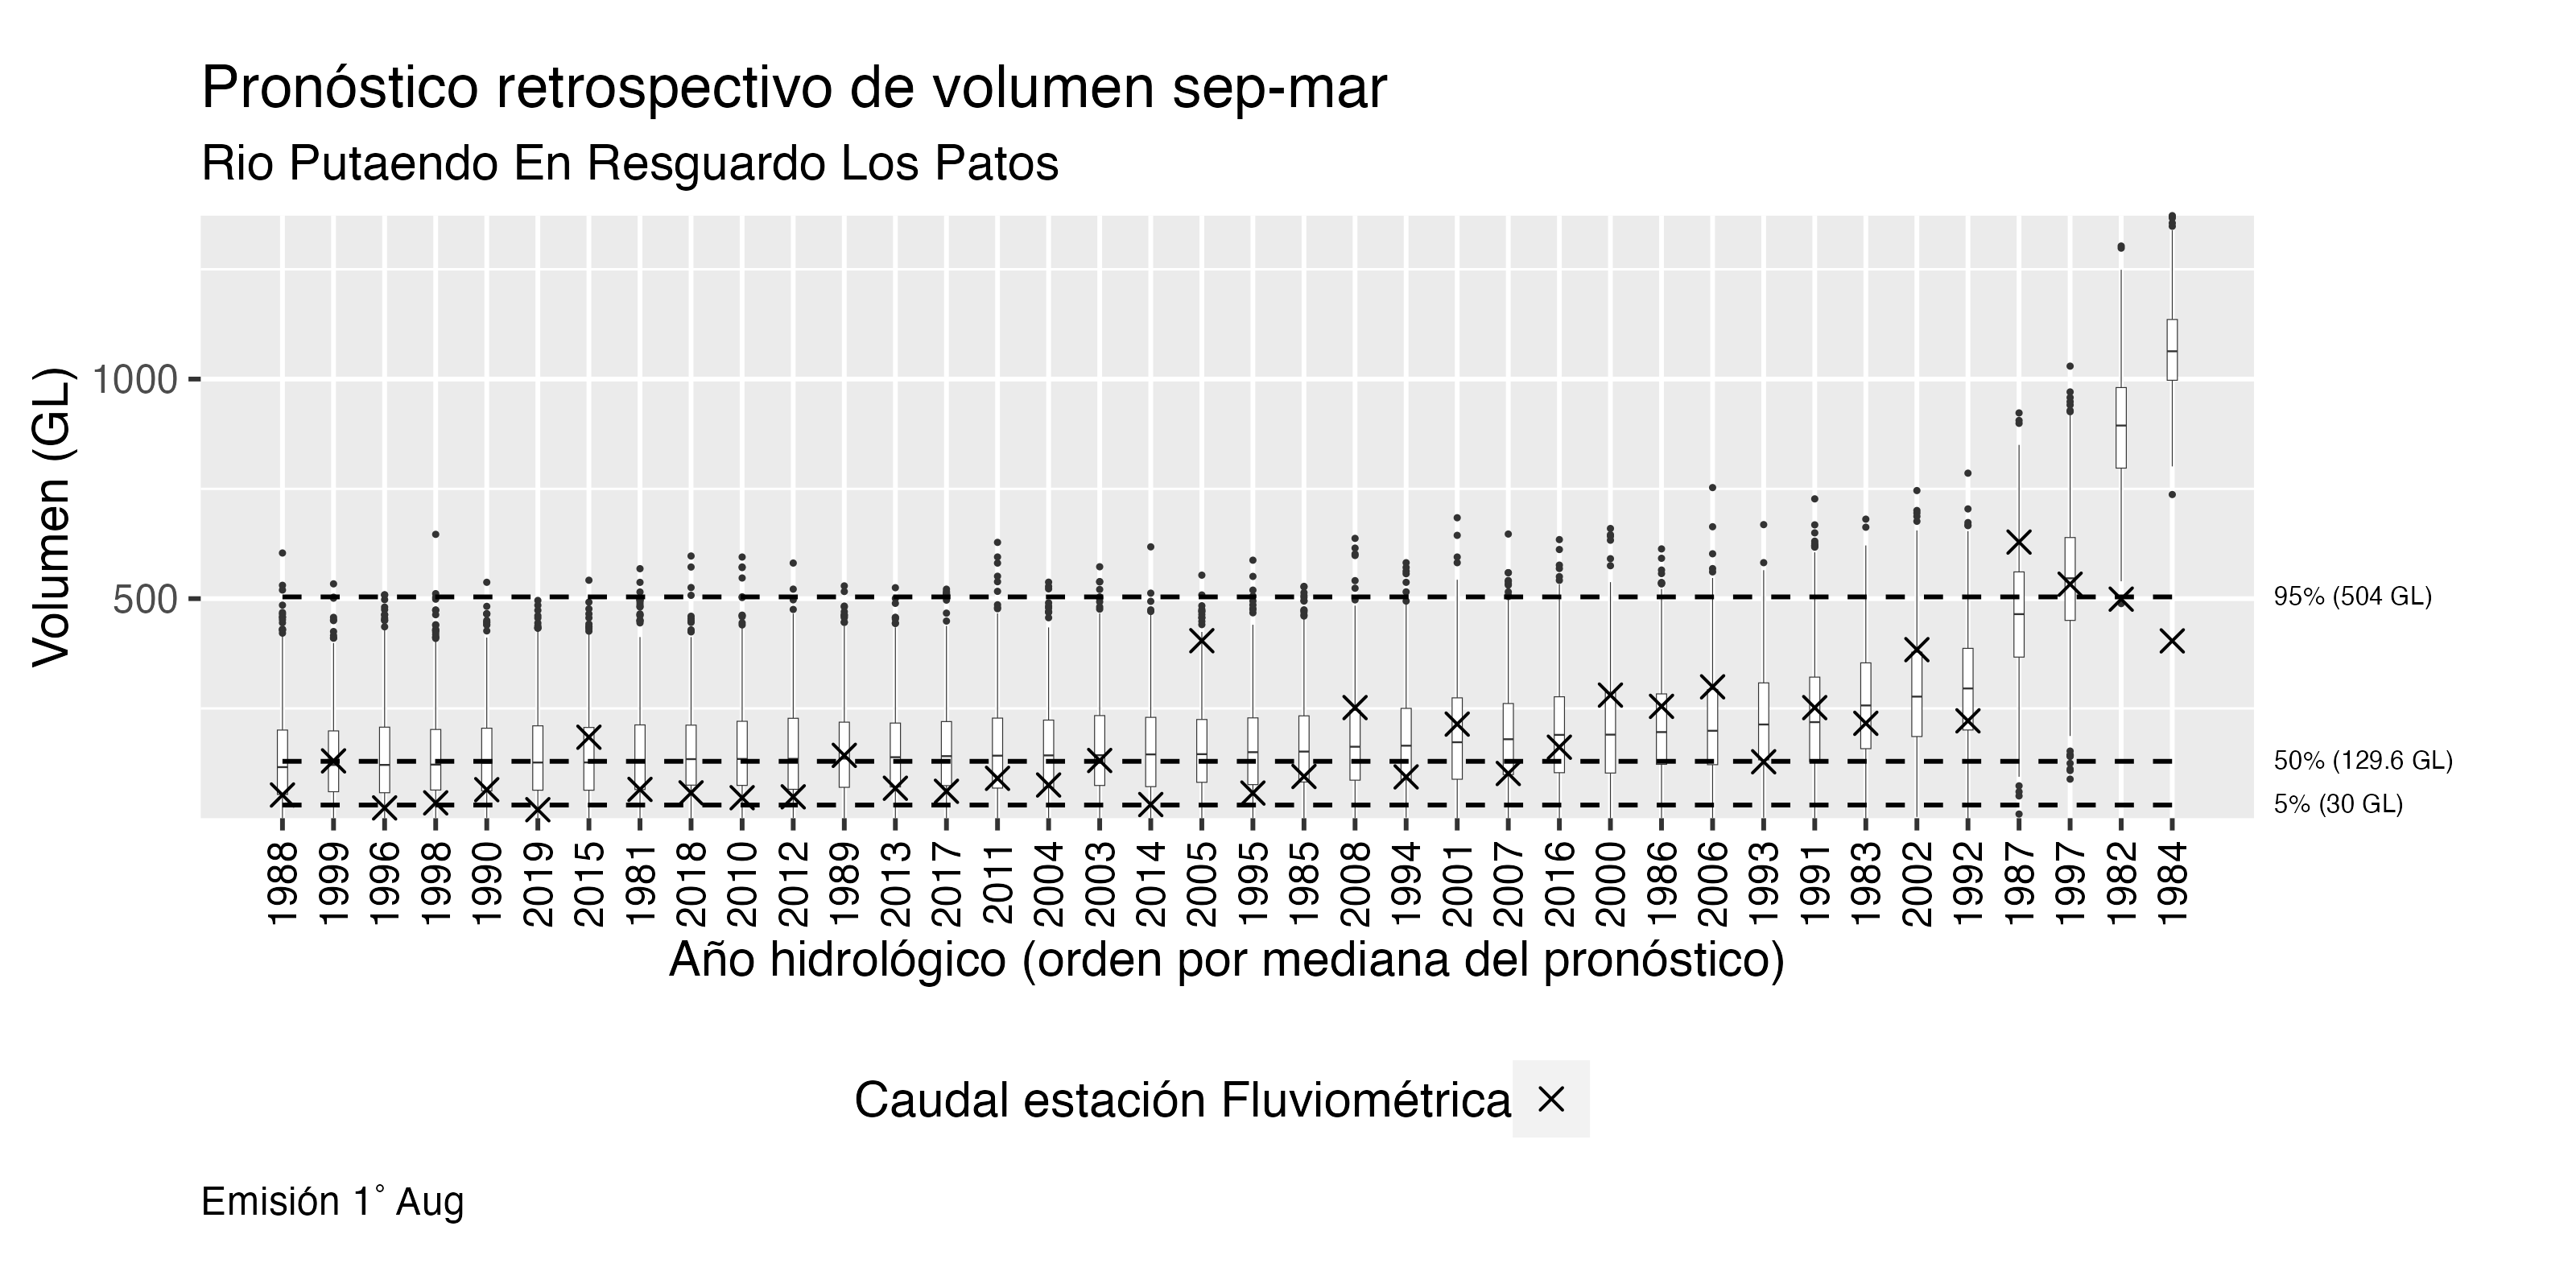 Pronóstico retrospectivo de volumen sep-mar
Rio Putaendo En Resguardo Los Patos
Volumen (GL)
1000
500
95% (504 GL)
50% (129.6 GL)
5% (30 GL)
1988 1999 1996 1998 1990 2019 2015 1981 2018 2010 2012 1989 2013 2017 2011 2004 2003 2014 2005 1995 1985 2008 1994 2001 2007 2016 2000 1986 2006 1993 1991 1983 2002 1992 1987 1997 1982 1984
Año hidrológico (orden por mediana del pronóstico)
Caudal estación Fluviométrica
Emisión 1° Aug